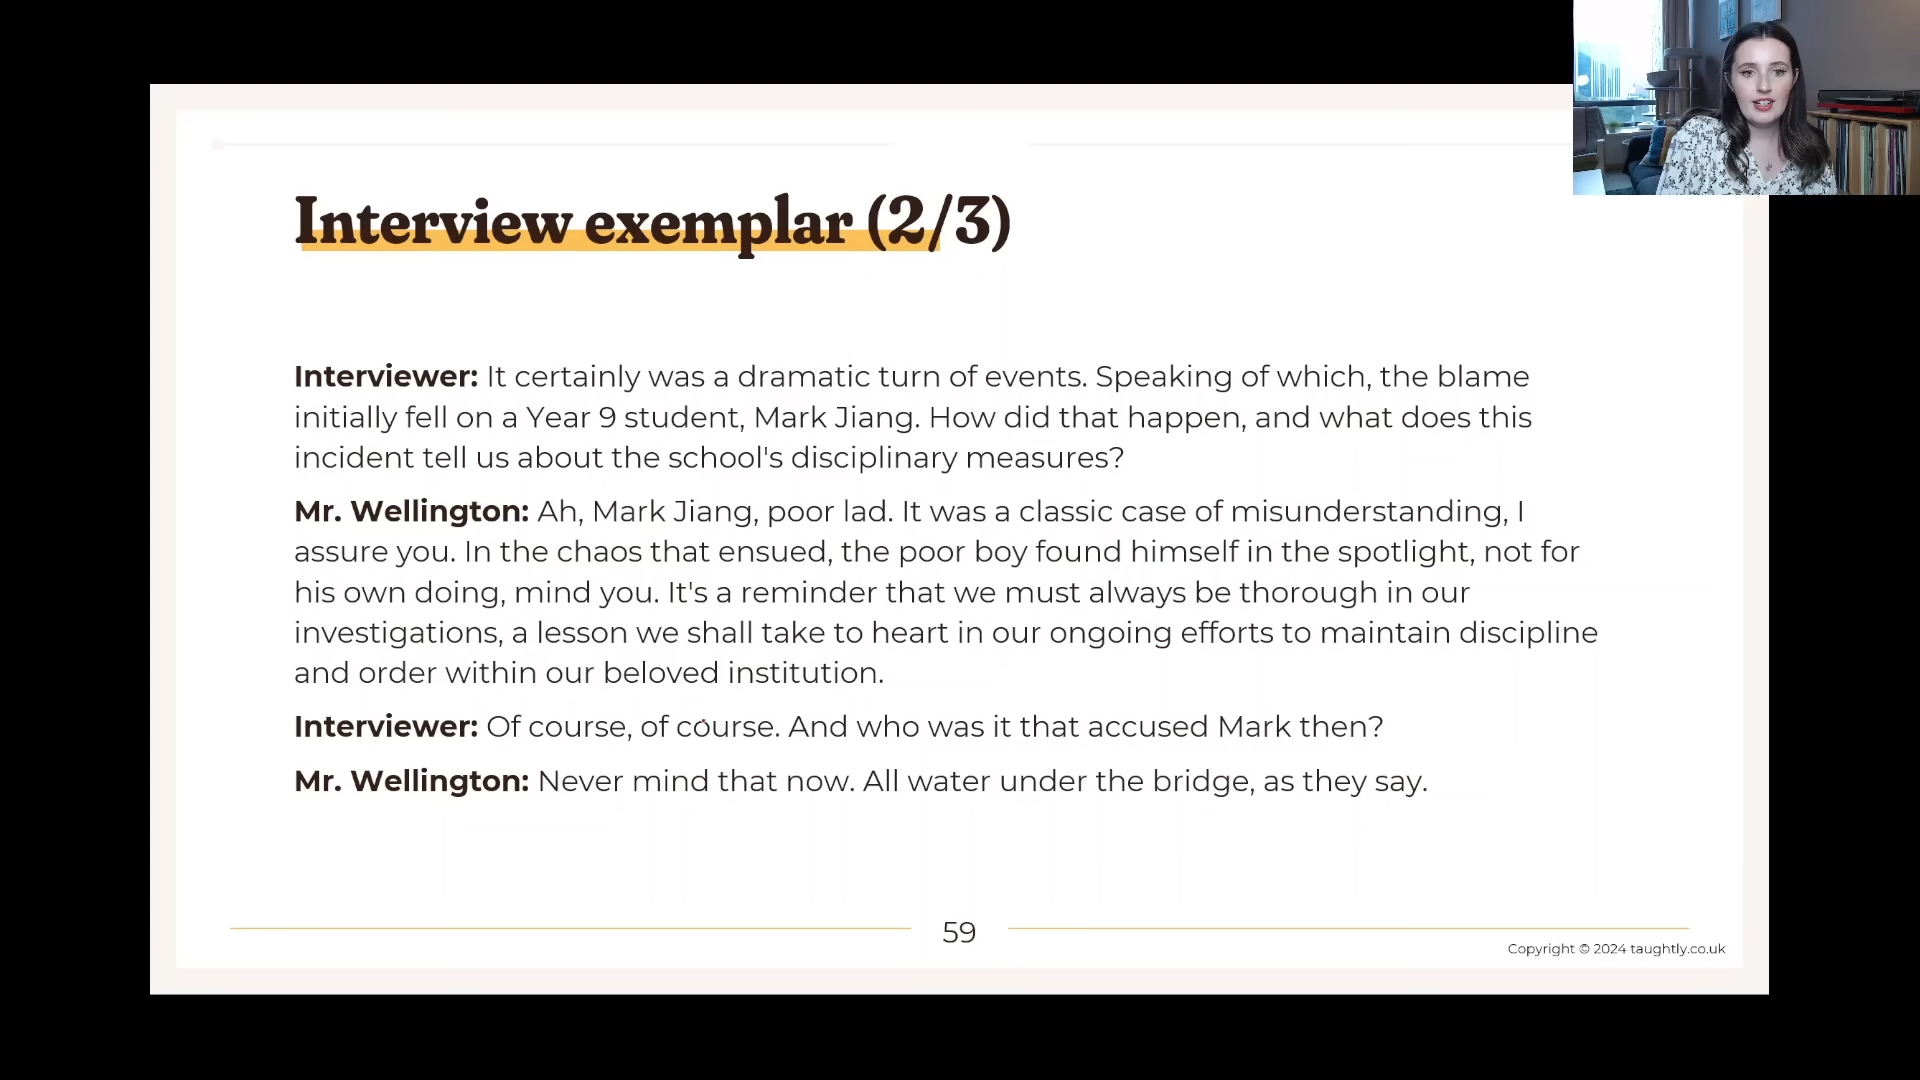 Interview exemplar (2/3)
Interviewer: It certainly was a dramatic turn of events. Speaking of which, the blame
initially fell on a Year 9 student, Mark Jiang. How did that happen, and what does this
incident tell us about the school's disciplinary measures?
Mr. Wellington: Ah, Mark Jiang, poor lad. It was a classic case of misunderstanding, I
assure you. In the chaos that ensued, the poor boy found himself in the spotlight, not for
his own doing, mind you. It's a reminder that we must always be thorough in our
investigations, a lesson we shall take to heart in our ongoing efforts to maintain discipline
and order within our beloved institution.
Interviewer: Of course, of course. And who was it that accused Mark then?
Mr. Wellington: Never mind that now. All water under the bridge, as they say.
59
Copyright © 2024 taughtly.co.uk